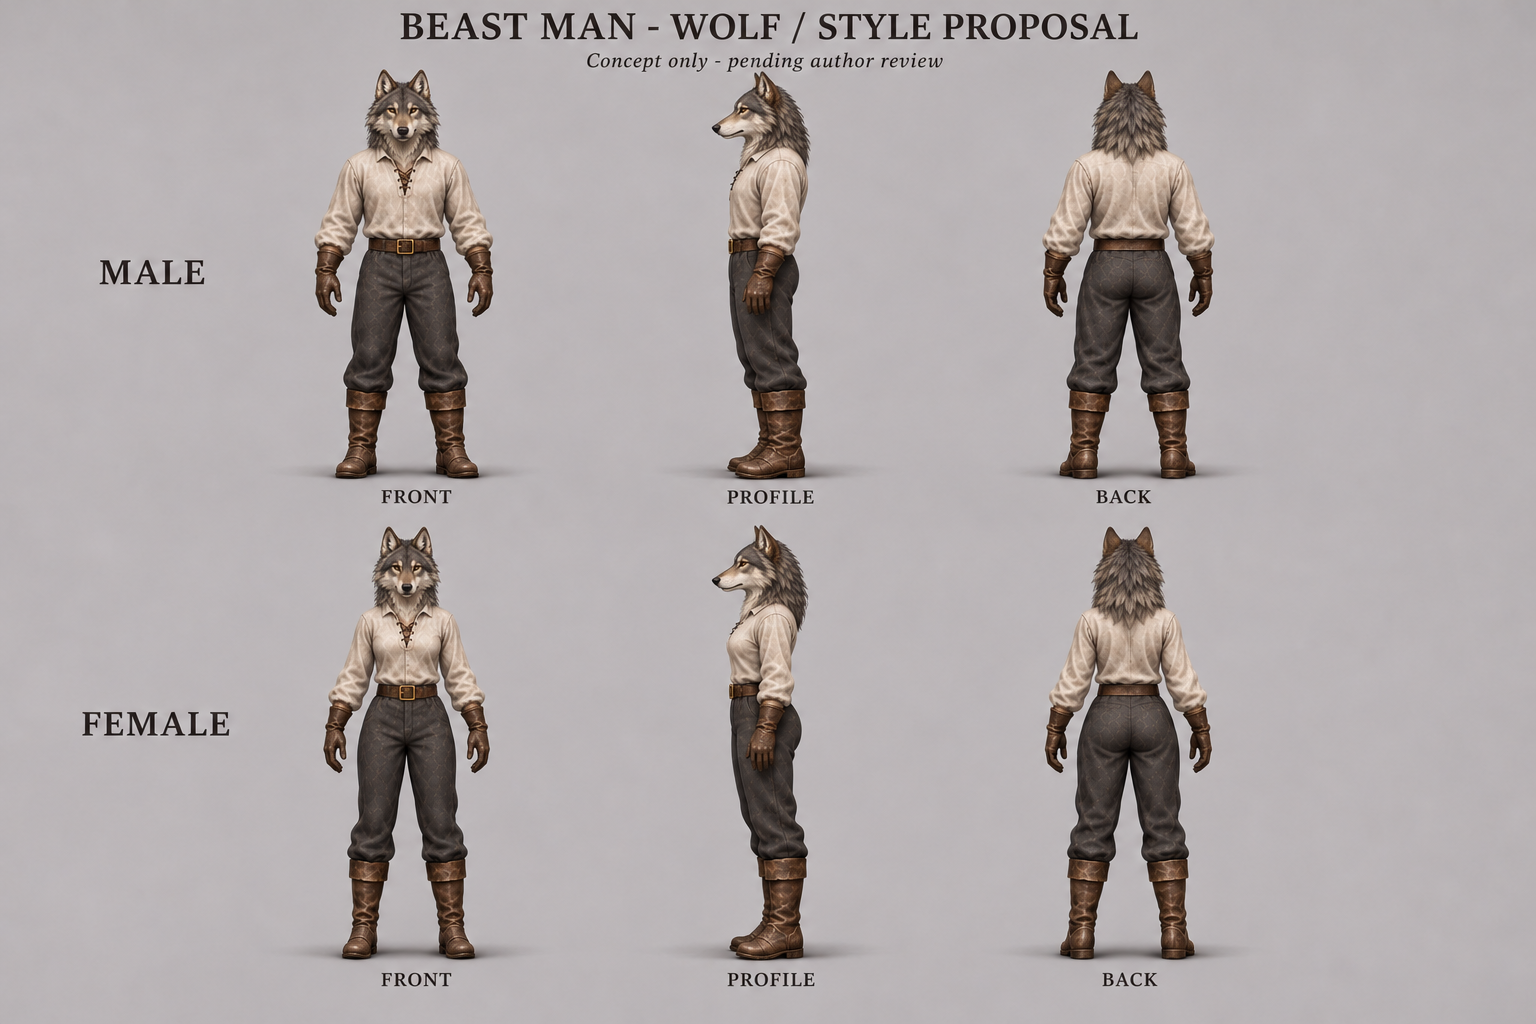 BEAST MAN - WOLF / STYLE PROPOSAL
Concept only - pending author review
MALE
FRONT
PROFILE
BACK
FEMALE
FRONT
PROFILE
BACK